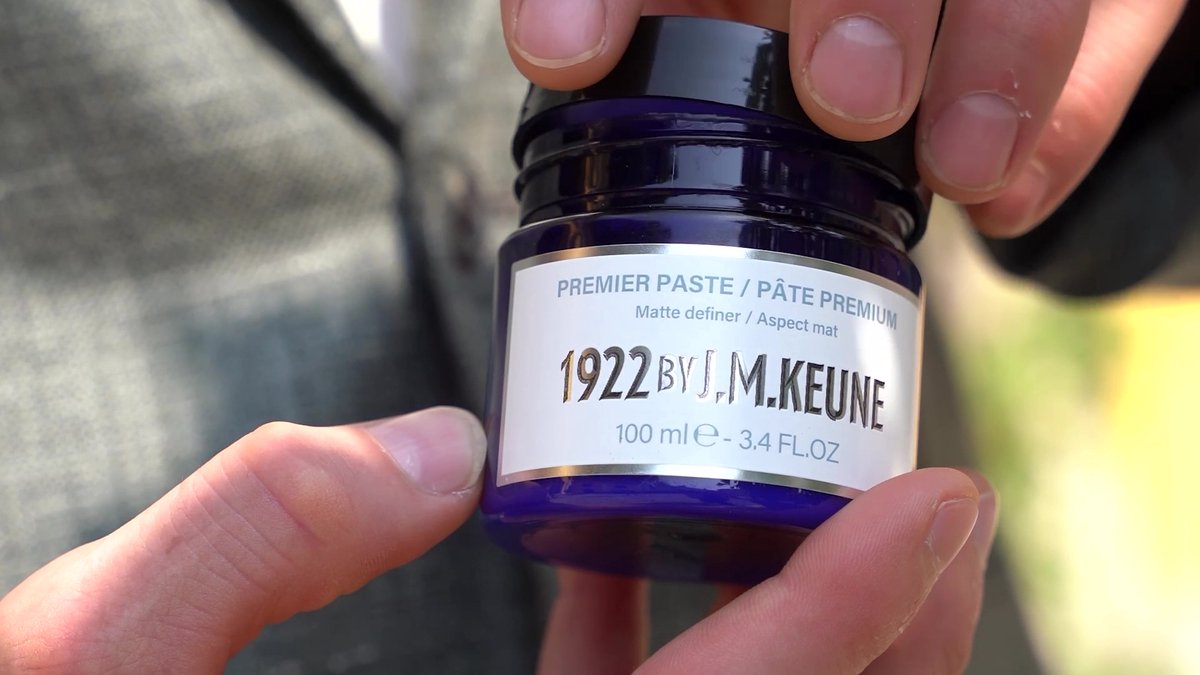 PREMIER PASTE / PÂTE PREMIUM
Matte definer / Aspect mat
1922 BY J.M.KEUNE
100 ml ℮ - 3.4 FL.OZ